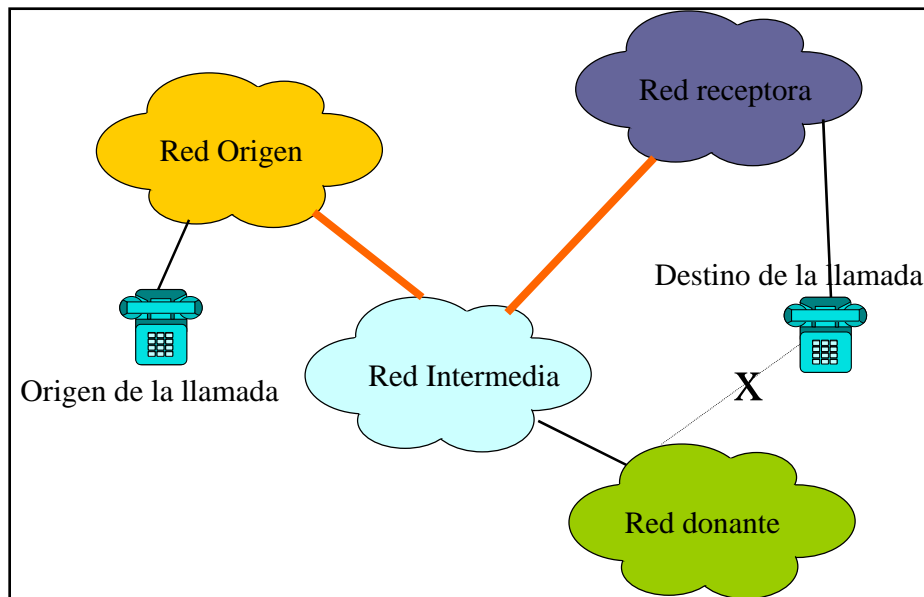 Red receptora
Red Origen
Destino de la llamada
Red Intermedia
Origen de la llamada
X
Red donante